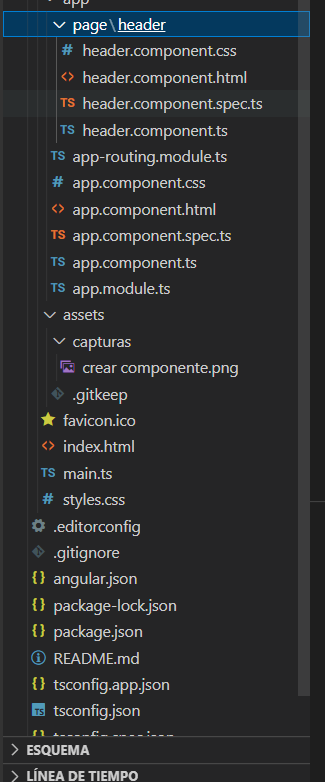 app
page\header
# header.component.css
<> header.component.html
TS header.component.spec.ts
TS header.component.ts
TS app-routing.module.ts
# app.component.css
<> app.component.html
TS app.component.spec.ts
TS app.component.ts
TS app.module.ts
assets
capturas
crear componente.png
.gitkeep
favicon.ico
<> index.html
TS main.ts
# styles.css
.editorconfig
.gitignore
{} angular.json
{} package-lock.json
{} package.json
README.md
{} tsconfig.app.json
TS tsconfig.json
tsconfig.spec.json
ESQUEMA
LÍNEA DE TIEMPO